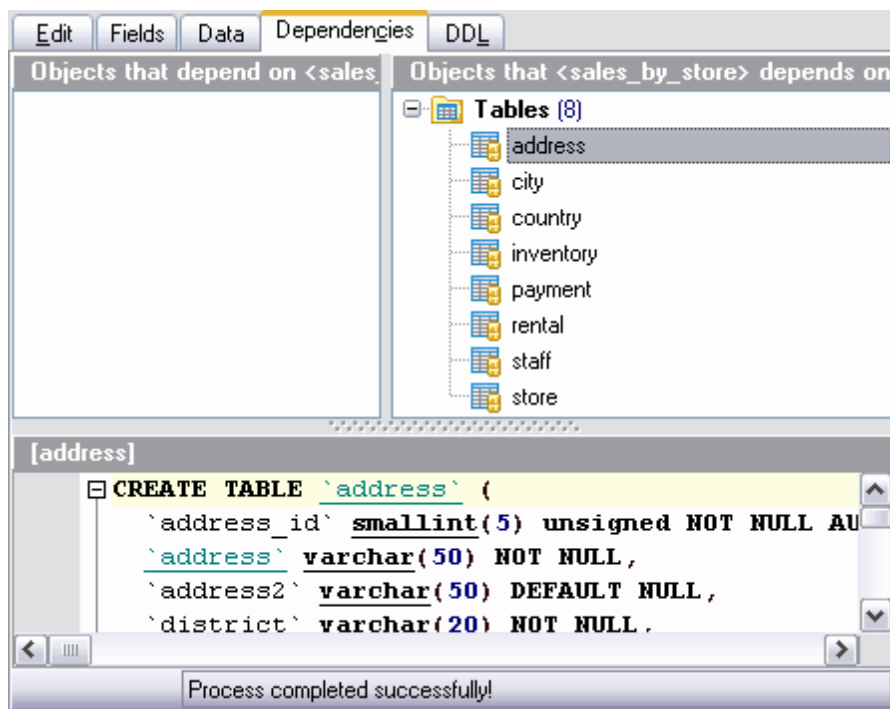 Edit Fields Data Dependencies DDL
Objects that depend on <sales_ Objects that <sales_by_store> depends on
Tables (8)
address
city
country
inventory
payment
rental
staff
store
[address]
CREATE TABLE `address` (
`address_id` smallint(5) unsigned NOT NULL AU
`address` varchar(50) NOT NULL,
`address2` varchar(50) DEFAULT NULL,
`district` varchar(20) NOT NULL,
Process completed successfully!